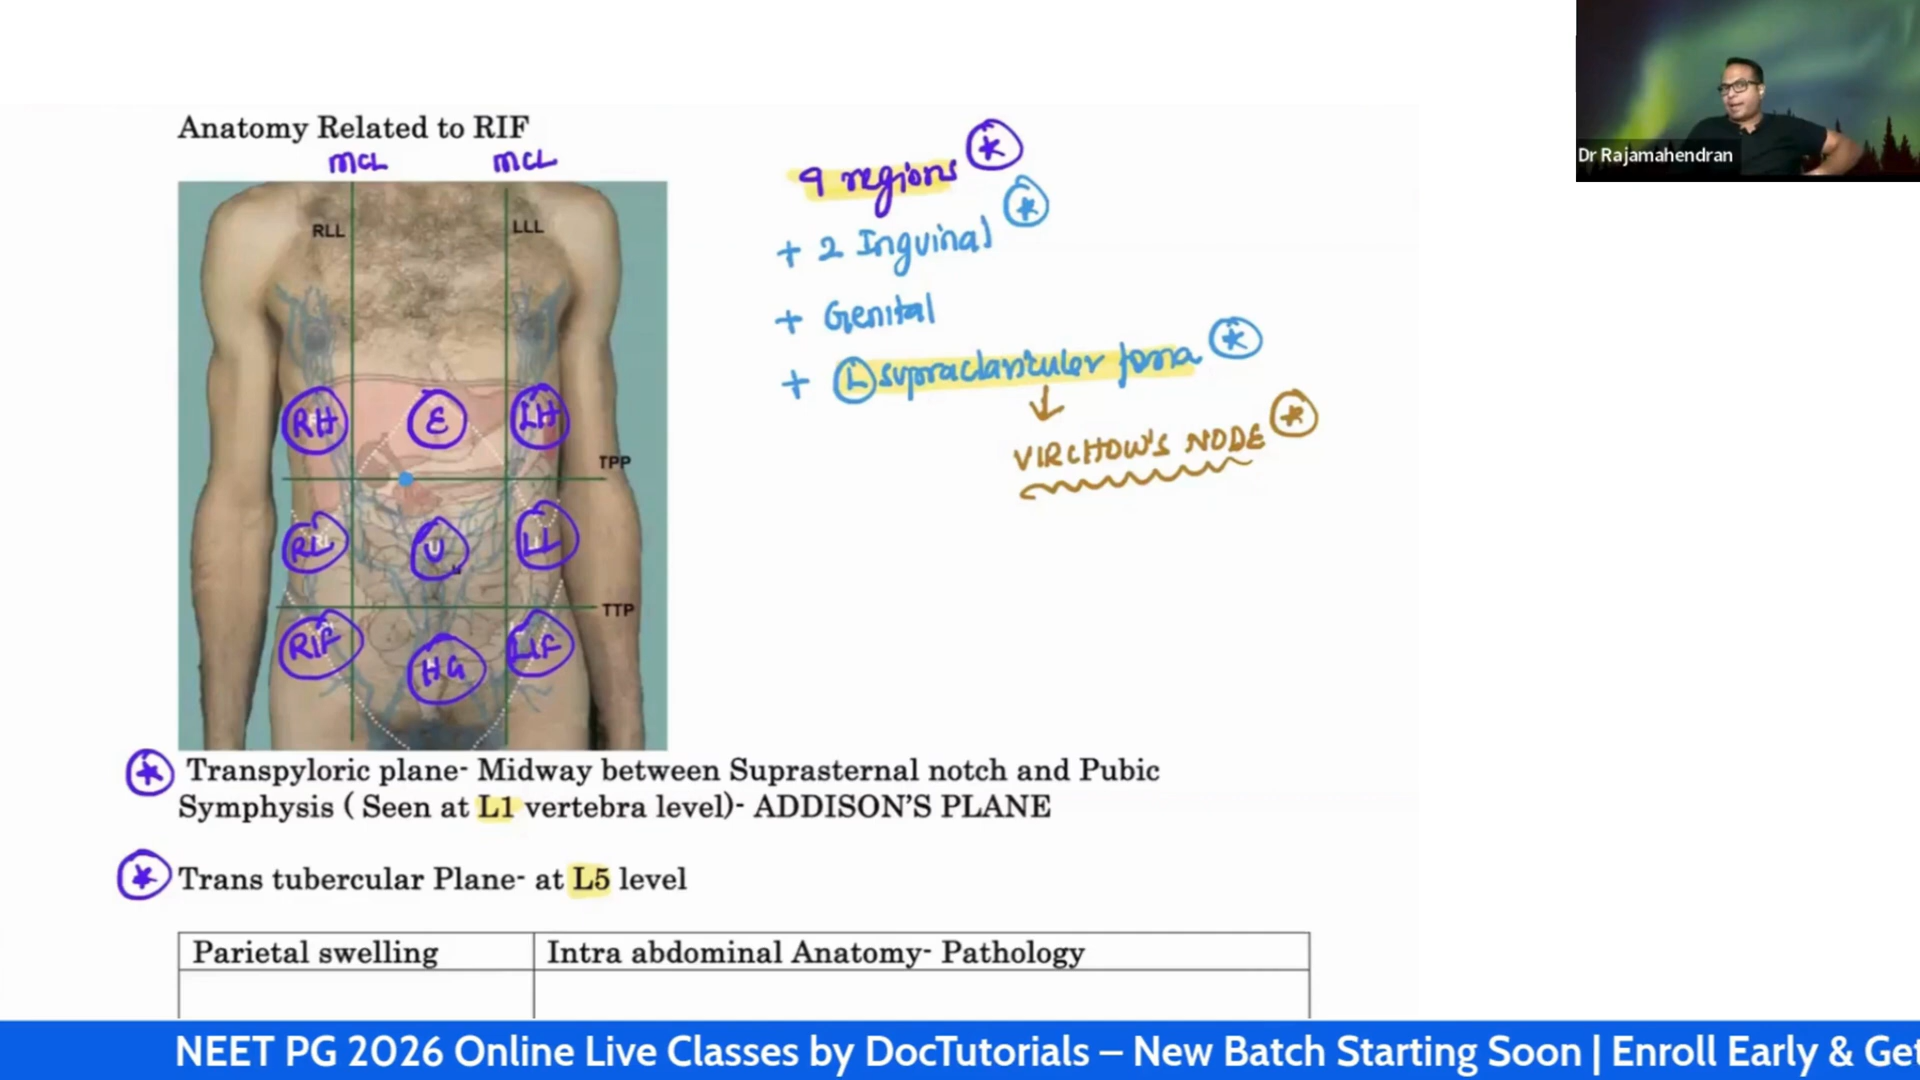 Dr Rajamahendran
Anatomy Related to RIF
MCL MCL
RLL LLL
RH E LH
TPP
RL U LL
TTP
RIF HG LIF
9 regions
+ 2 Inguinal
+ Genital
+ L supraclavicular fossa
VIRCHOW'S NODE
Transpyloric plane- Midway between Suprasternal notch and Pubic
Symphysis ( Seen at L1 vertebra level)- ADDISON'S PLANE
Trans tubercular Plane- at L5 level
Parietal swelling Intra abdominal Anatomy- Pathology
NEET PG 2026 Online Live Classes by DocTutorials – New Batch Starting Soon | Enroll Early & Get